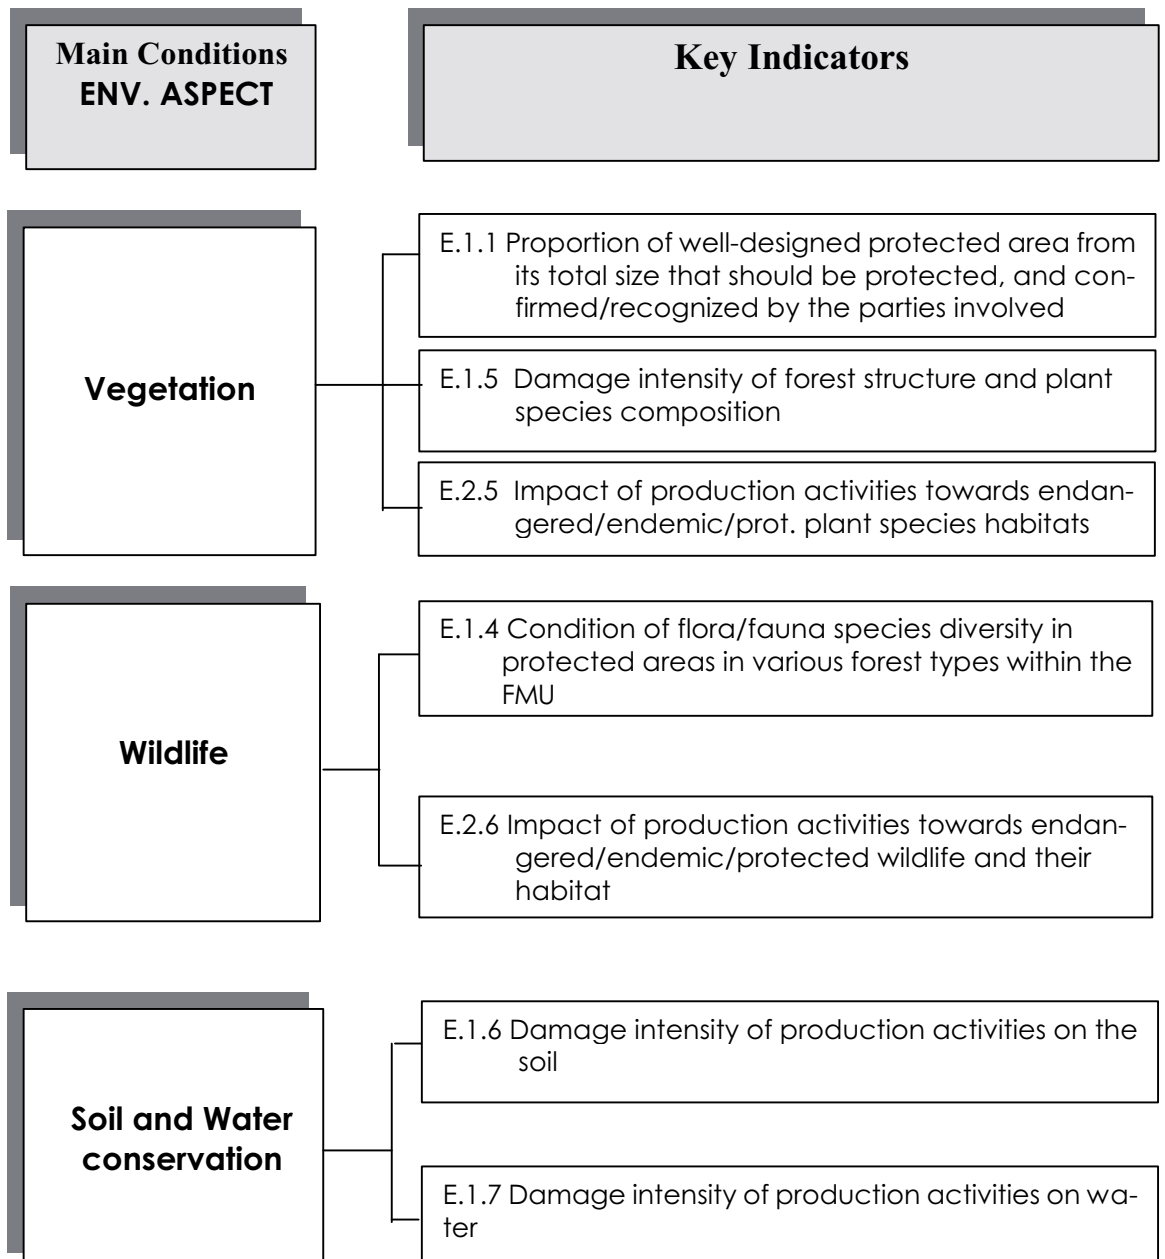 Main Conditions
ENV. ASPECT
Key Indicators
Vegetation
E.1.1 Proportion of well-designed protected area from
its total size that should be protected, and con-
firmed/recognized by the parties involved
E.1.5 Damage intensity of forest structure and plant
species composition
E.2.5 Impact of production activities towards endan-
gered/endemic/prot. plant species habitats
Wildlife
E.1.4 Condition of flora/fauna species diversity in
protected areas in various forest types within the
FMU
E.2.6 Impact of production activities towards endan-
gered/endemic/protected wildlife and their
habitat
Soil and Water
conservation
E.1.6 Damage intensity of production activities on the
soil
E.1.7 Damage intensity of production activities on wa-
ter